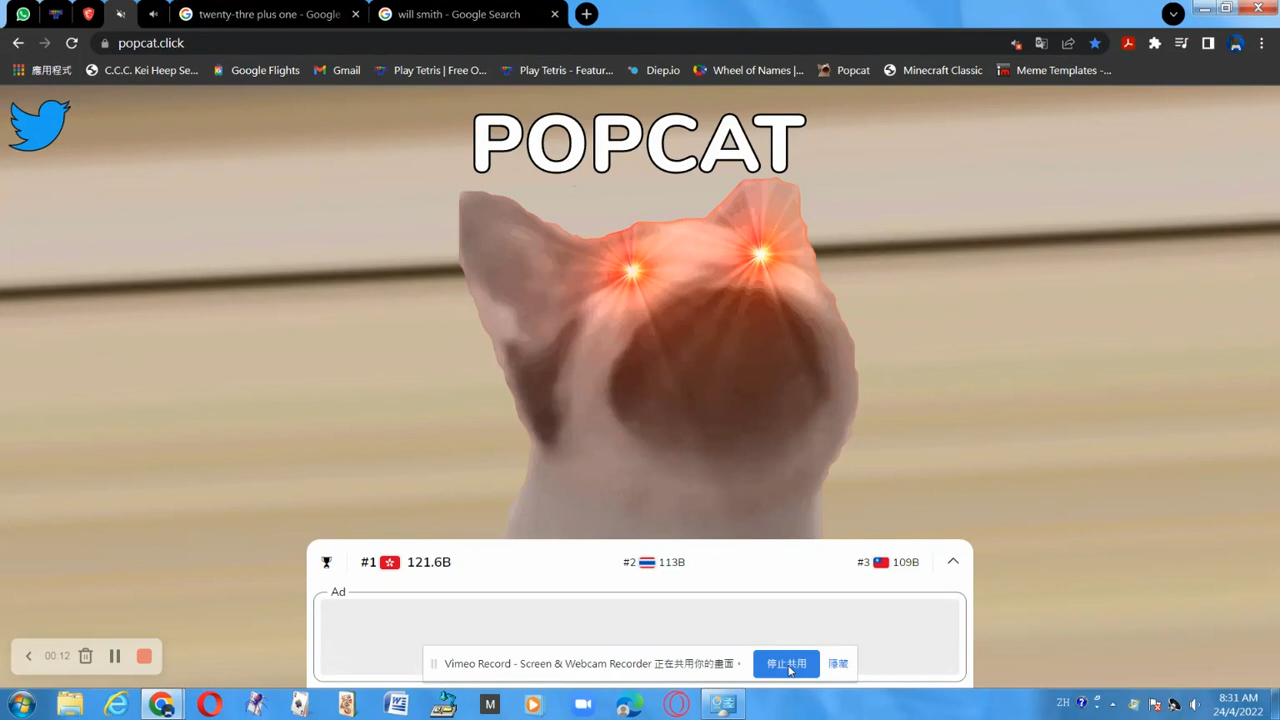 twenty-thre plus one - Google
will smith - Google Search
popcat.click
應用程式
C.C.C. Kei Heep Se...
Google Flights
Gmail
Play Tetris | Free O...
Play Tetris - Featur...
Diep.io
Wheel of Names |...
Popcat
Minecraft Classic
Meme Templates -...
POPCAT
#1 121.6B
#2 113B
#3 109B
Ad
00:12
Vimeo Record - Screen & Webcam Recorder 正在共用你的畫面。
停止共用
隱藏
ZH
8:31 AM
24/4/2022